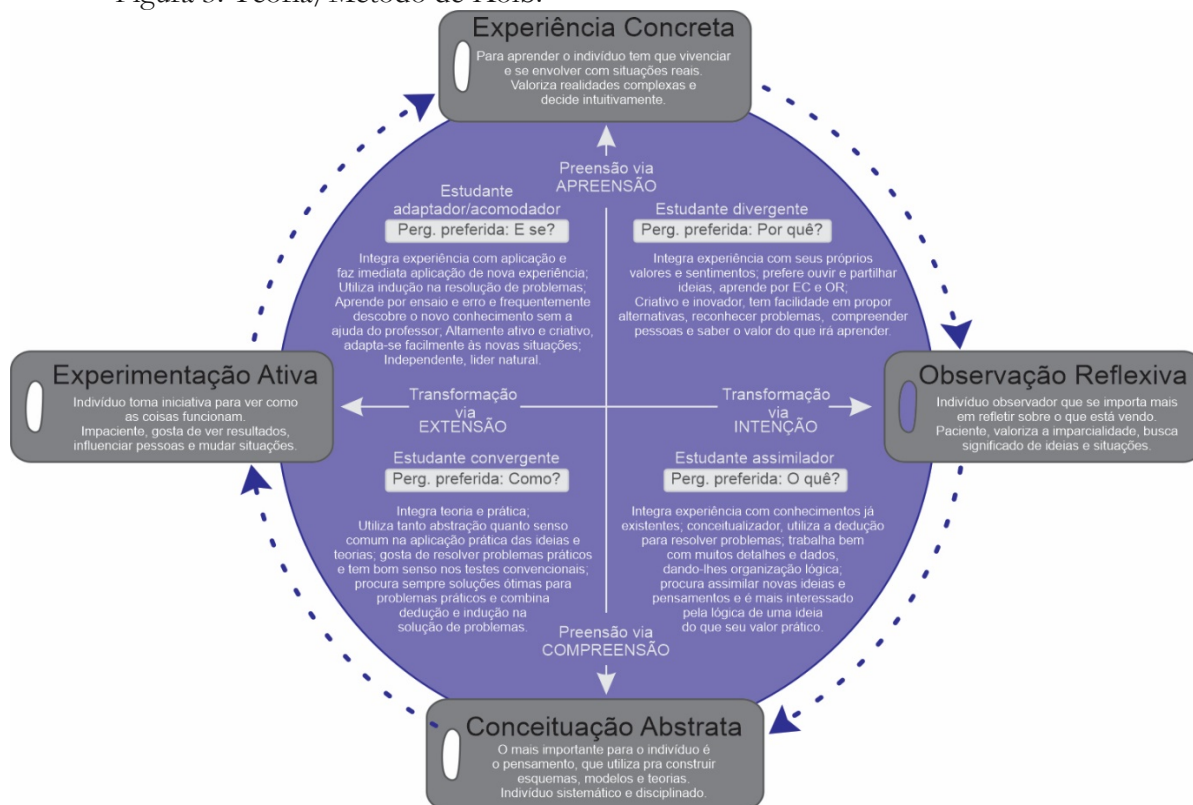 Figura 5. Teoria/Método de Kolb.
Experiência Concreta
Para aprender o indivíduo tem que vivenciar
e se envolver com situações reais.
Valoriza realidades complexas e
decide intuitivamente.
Preensão via
APREENSÃO
Estudante
adaptador/acomodador
Perg. preferida: E se?
Integra experiência com aplicação e
faz imediata aplicação de nova experiência;
Utiliza indução na resolução de problemas;
Aprende por ensaio e erro e frequentemente
descobre o novo conhecimento sem a
ajuda do professor; Altamente ativo e criativo,
adapta-se facilmente às novas situações;
Independente, lider natural.
Estudante divergente
Perg. preferida: Por quê?
Integra experiência com seus próprios
valores e sentimentos; prefere ouvir e partilhar
ideias, aprende por EC e OR;
Criativo e inovador, tem facilidade em propor
alternativas, reconhecer problemas, compreender
pessoas e saber o valor do que irá aprender.
Experimentação Ativa
Indivíduo toma iniciativa para ver como
as coisas funcionam.
Impaciente, gosta de ver resultados,
influenciar pessoas e mudar situações.
Transformação
via
EXTENSÃO
Transformação
via
INTENÇÃO
Observação Reflexiva
Indivíduo observador que se importa mais
em refletir sobre o que está vendo.
Paciente, valoriza a imparcialidade, busca
significado de ideias e situações.
Estudante convergente
Perg. preferida: Como?
Integra teoria e prática;
Utiliza tanto abstração quanto senso
comum na aplicação prática das ideias e
teorias; gosta de resolver problemas práticos
e tem bom senso nos testes convencionais;
procura sempre soluções ótimas para
problemas práticos e combina
dedução e indução na
solução de problemas.
Estudante assimilador
Perg. preferida: O quê?
Integra experiência com conhecimentos já
existentes; conceitualizador, utiliza a dedução
para resolver problemas; trabalha bem
com muitos detalhes e dados,
dando-lhes organização lógica;
procura assimilar novas ideias e
pensamentos e é mais interessado
pela lógica de uma ideia
do que seu valor prático.
Preensão via
COMPREENSÃO
Conceituação Abstrata
O mais importante para o indivíduo é
o pensamento, que utiliza pra construir
esquemas, modelos e teorias.
Indivíduo sistemático e disciplinado.